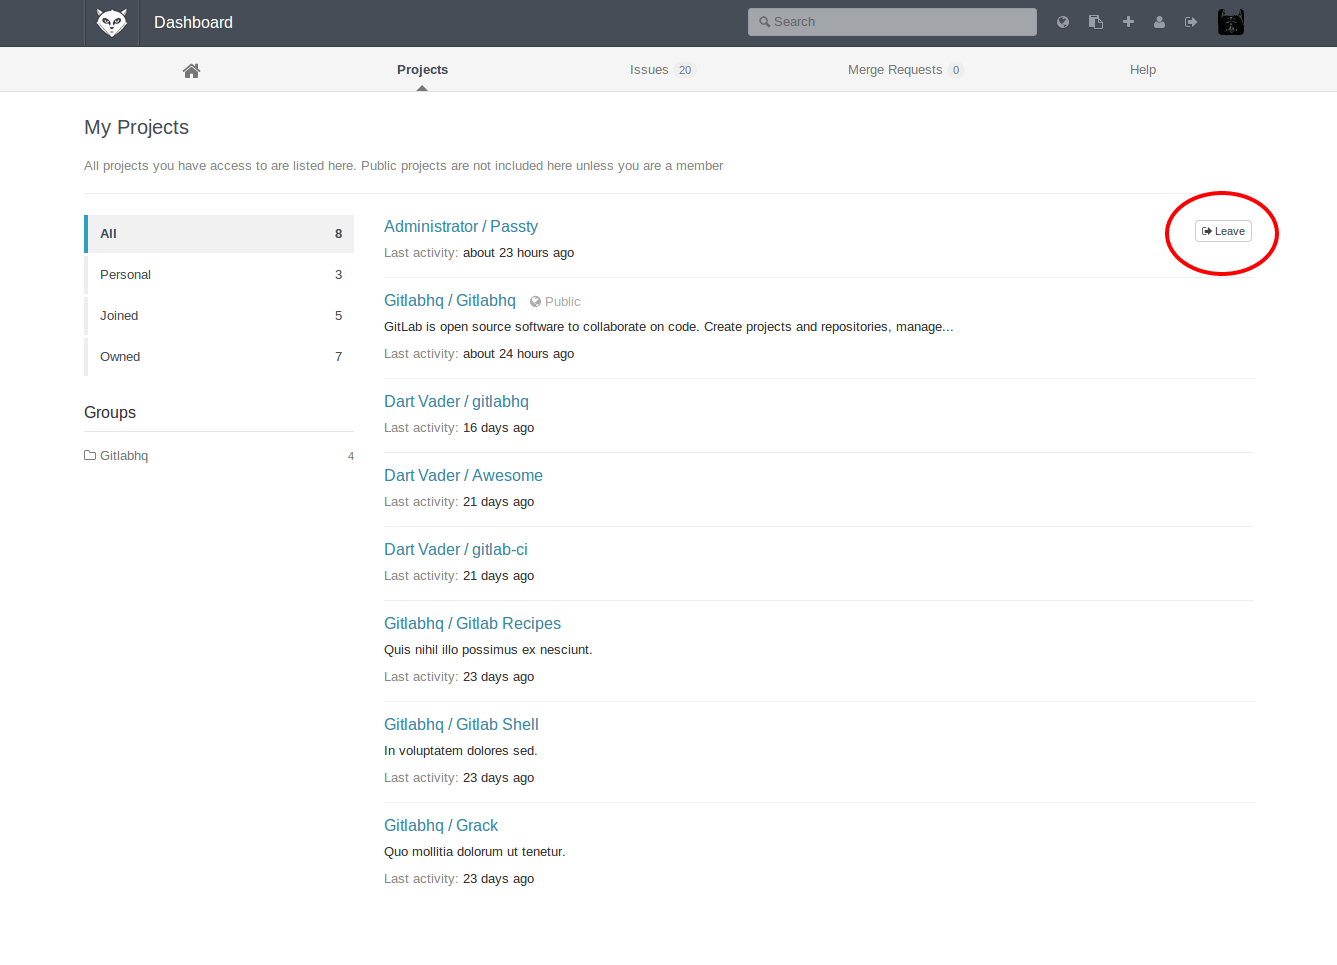 Dashboard
Search
Projects
Issues 20
Merge Requests 0
Help
My Projects
All projects you have access to are listed here. Public projects are not included here unless you are a member
All 8
Personal 3
Joined 5
Owned 7
Groups
Gitlabhq 4
Administrator / Passty
Leave
Last activity: about 23 hours ago
Gitlabhq / Gitlabhq Public
GitLab is open source software to collaborate on code. Create projects and repositories, manage...
Last activity: about 24 hours ago
Dart Vader / gitlabhq
Last activity: 16 days ago
Dart Vader / Awesome
Last activity: 21 days ago
Dart Vader / gitlab-ci
Last activity: 21 days ago
Gitlabhq / Gitlab Recipes
Quis nihil illo possimus ex nesciunt.
Last activity: 23 days ago
Gitlabhq / Gitlab Shell
In voluptatem dolores sed.
Last activity: 23 days ago
Gitlabhq / Grack
Quo mollitia dolorum ut tenetur.
Last activity: 23 days ago